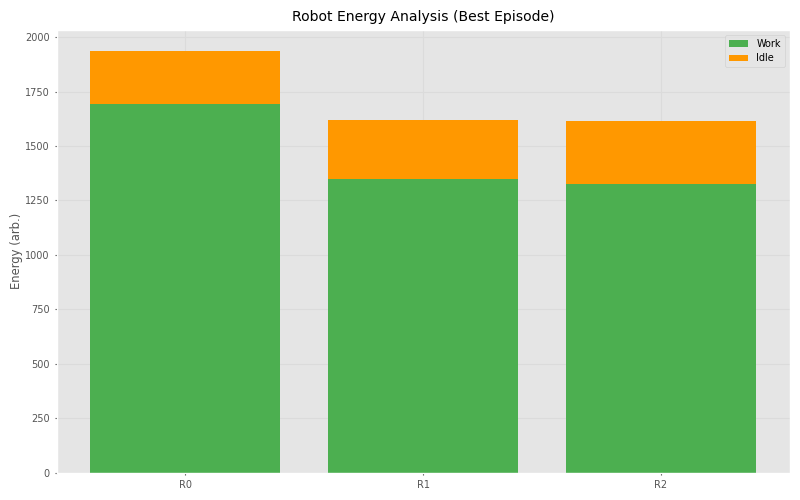 Robot Energy Analysis (Best Episode)
Work
Idle
2000
1750
1500
1250
1000
750
500
250
0
Energy (arb.)
R0
R1
R2